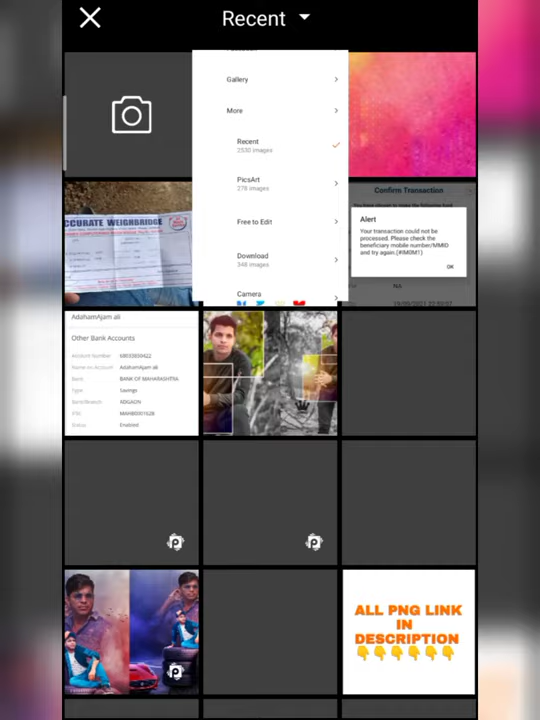 Recent
Gallery
More
Recent
2530 images
PicsArt
278 images
Free to Edit
Download
348 images
Camera
ACCURATE WEIGHBRIDGE
Confirm Transaction
Alert
Your transaction could not be
processed. Please check the
beneficiary mobile number/MMID
and try again.(#IM0M1)
OK
NA
AdahamAjam ali
Other Bank Accounts
Account Number
Name on Account AdahamAjam ali
Bank BANK OF MAHARASHTRA
Type Savings
Bank/Branch ADGAON
IFSC MAHB0001628
Status Enabled
ALL PNG LINK
IN
DESCRIPTION
👇👇👇👇👇👇